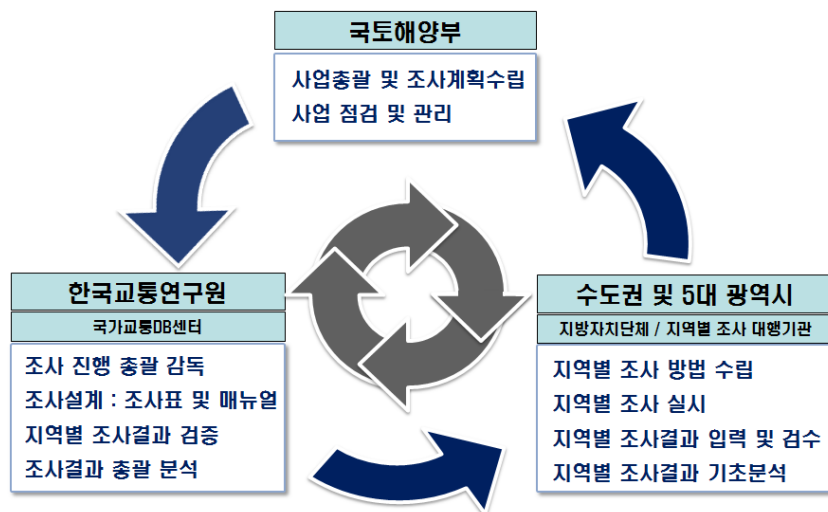 국토해양부
사업총괄 및 조사계획수립
사업 점검 및 관리
한국교통연구원
국가교통DB센터
조사 진행 총괄 감독
조사설계 : 조사표 및 매뉴열
지역별 조사결과 검증
조사결과 총괄 분석
수도권 및 5대 광역시
지방자치단체 / 지역별 조사 대행기관
지역별 조사 방법 수립
지역별 조사 실시
지역별 조사결과 입력 및 검수
지역별 조사결과 기초분석